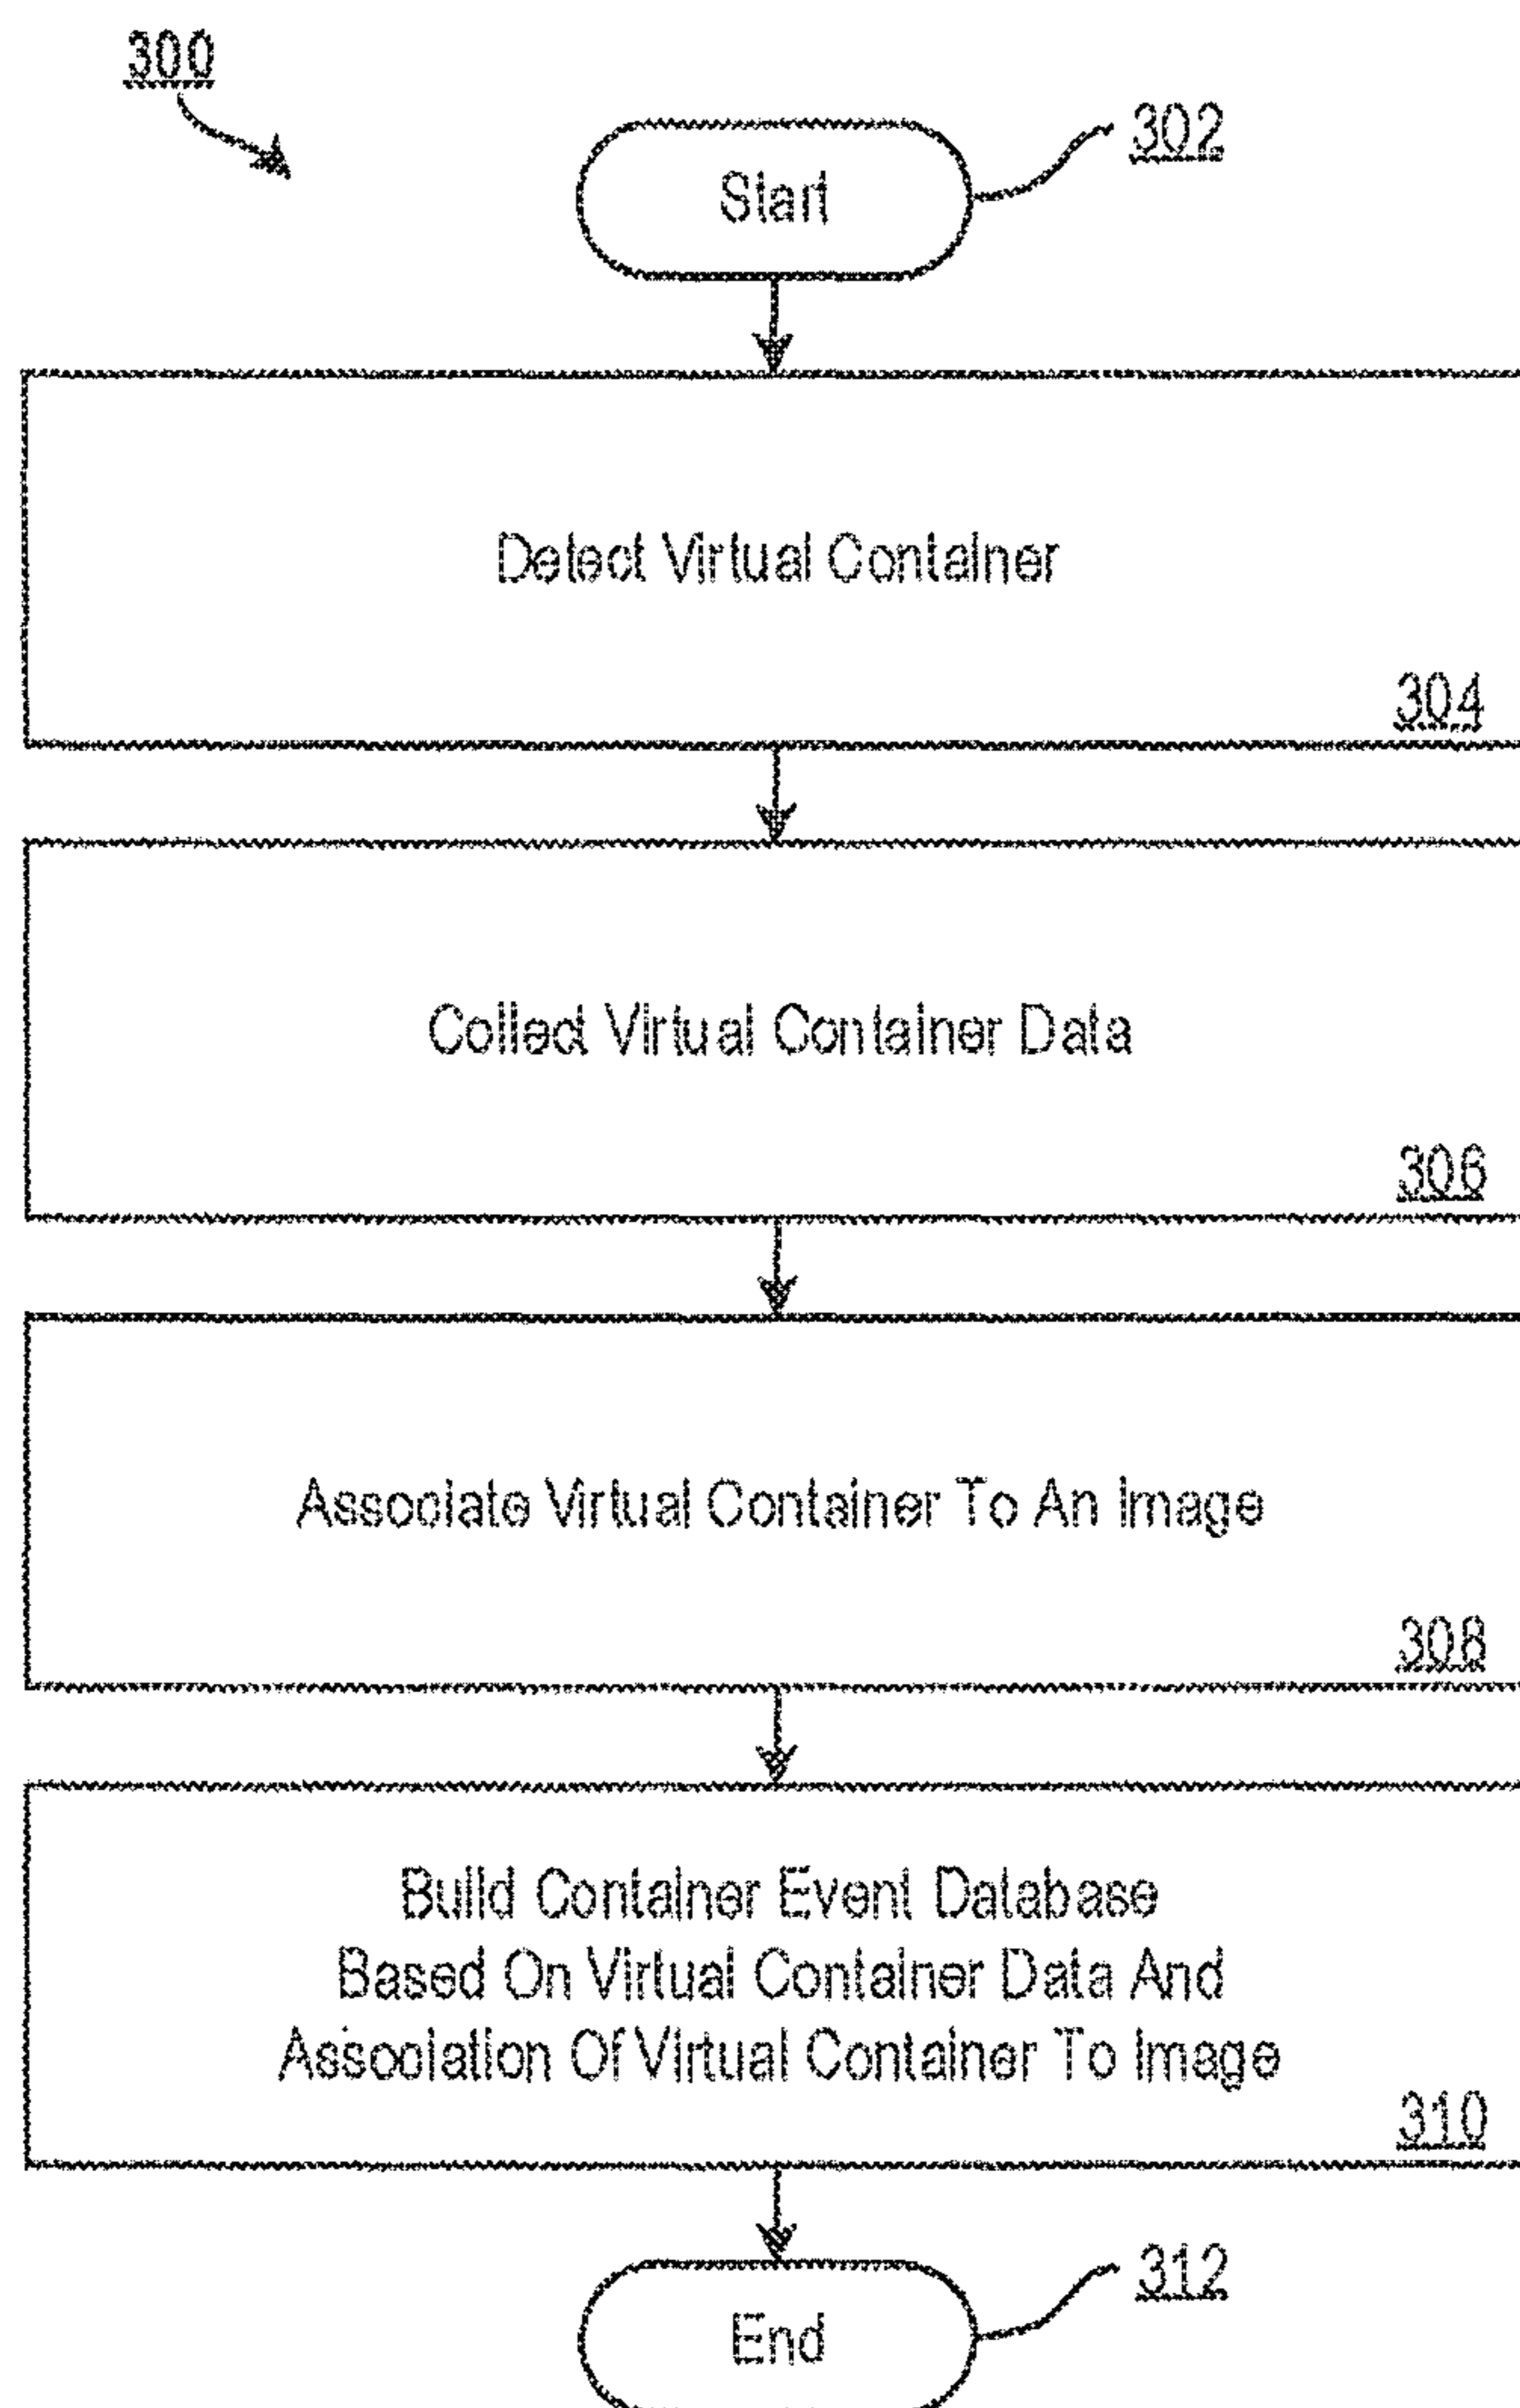 300
302
Start
Detect Virtual Container
304
Collect Virtual Container Data
306
Associate Virtual Container To An Image
308
Build Container Event Database
Based On Virtual Container Data And
Association Of Virtual Container To Image
310
312
End